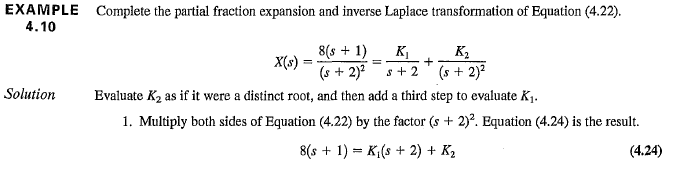 EXAMPLE 4.10 Complete the partial fraction expansion and inverse Laplace transformation of Equation (4.22).
X(s) = 8(s + 1) / (s + 2)² = K₁ / s + 2 + K₂ / (s + 2)²
Solution Evaluate K₂ as if it were a distinct root, and then add a third step to evaluate K₁.
1. Multiply both sides of Equation (4.22) by the factor (s + 2)². Equation (4.24) is the result.
8(s + 1) = K₁(s + 2) + K₂ (4.24)